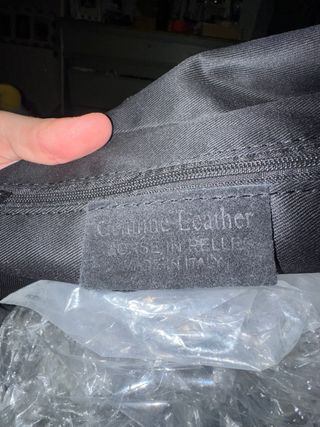 Genuine Leather
BORSE IN PELLE
MADE IN ITALY